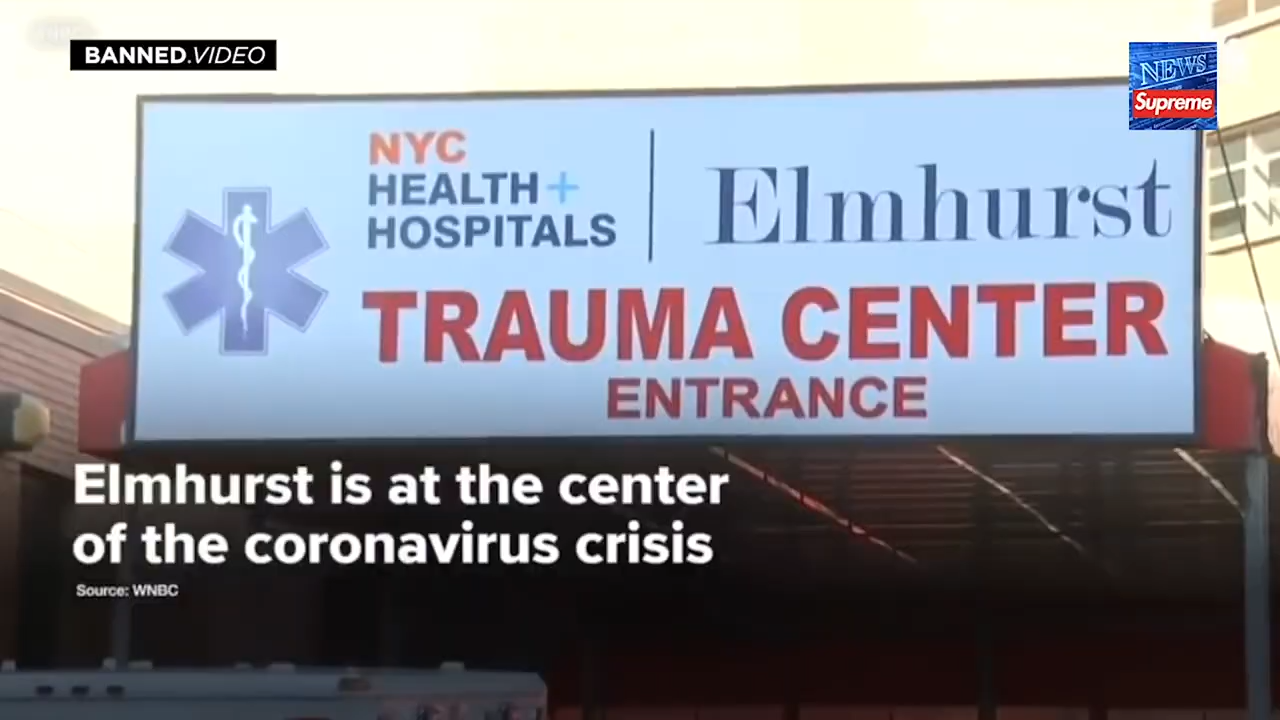 BANNED.VIDEO
NEWS
Supreme
NYC
HEALTH+
HOSPITALS
Elmhurst
TRAUMA CENTER
ENTRANCE
Elmhurst is at the center
of the coronavirus crisis
Source: WNBC